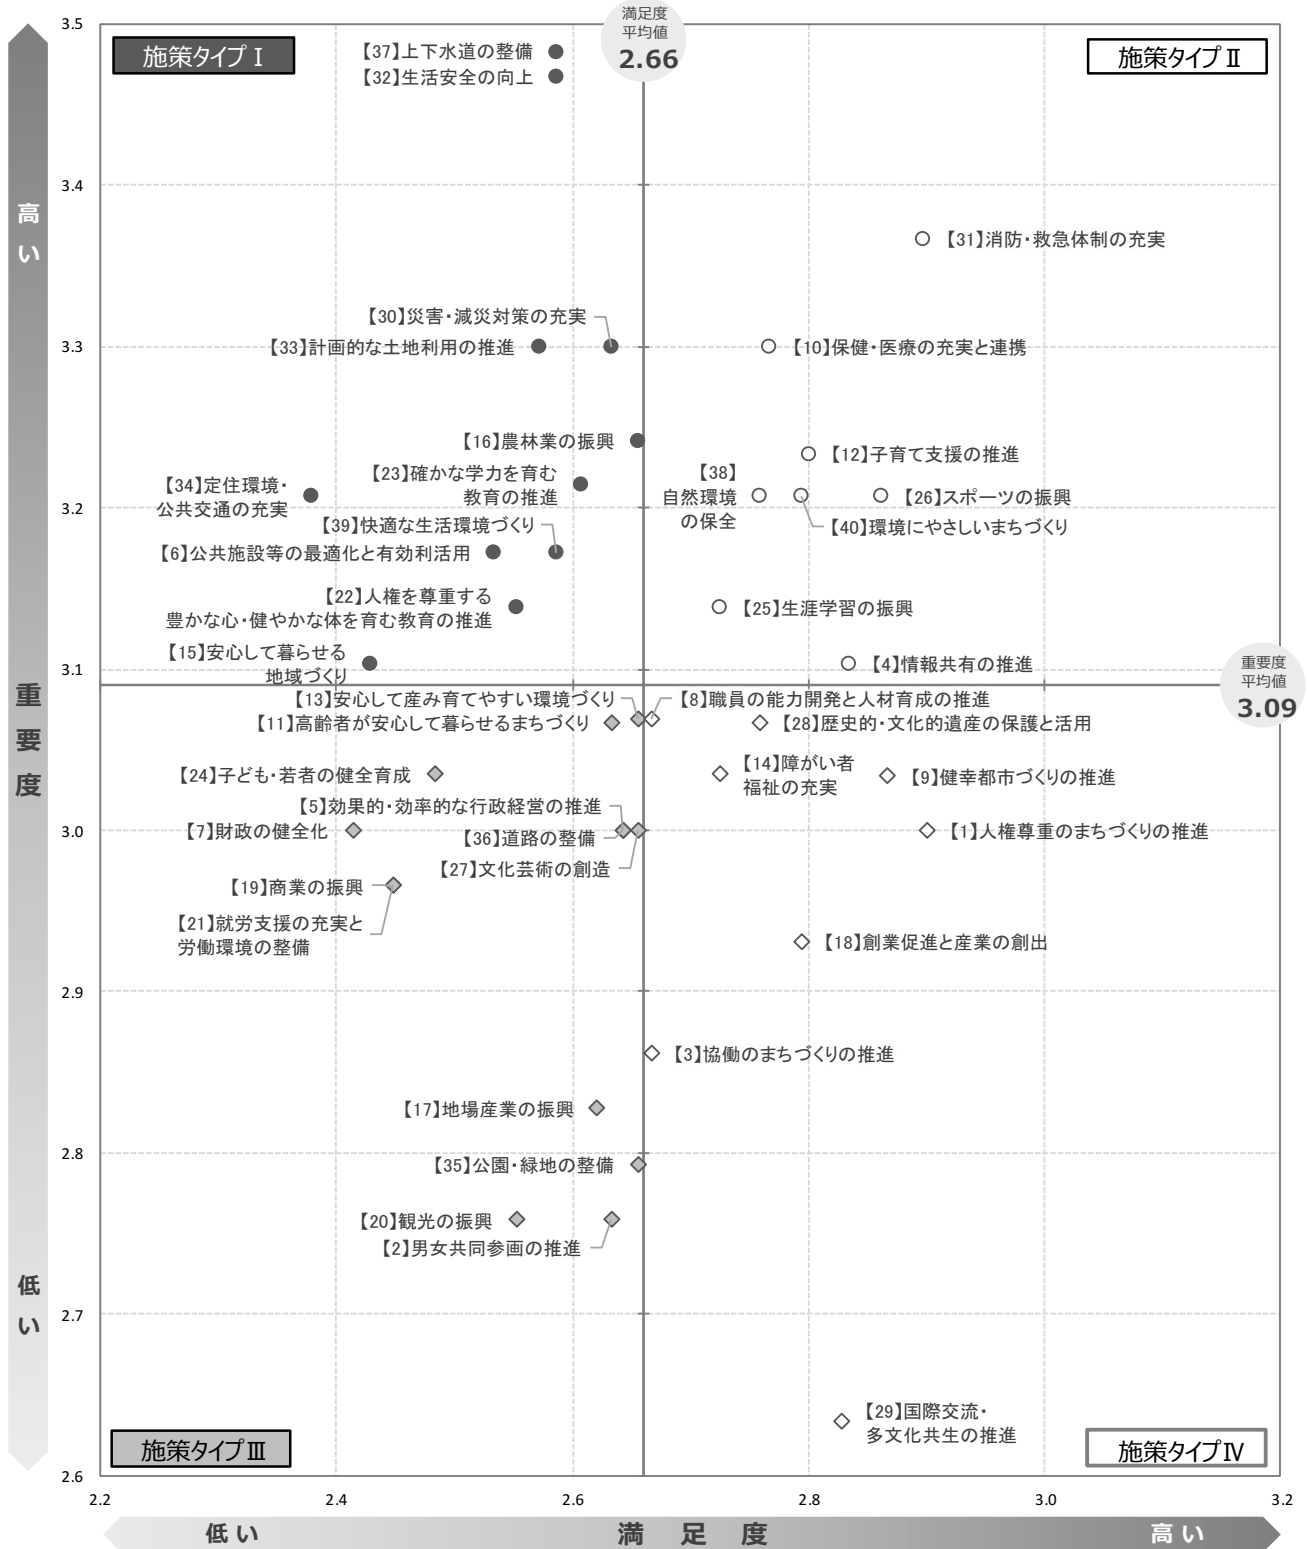 満足度
平均値
2.66
施策タイプⅠ
施策タイプⅡ
【37】上下水道の整備
【32】生活安全の向上
【31】消防・救急体制の充実
【30】災害・減災対策の充実
【33】計画的な土地利用の推進
【10】保健・医療の充実と連携
【16】農林業の振興
【12】子育て支援の推進
【23】確かな学力を育む
教育の推進
【38】
自然環境
の保全
【34】定住環境・
公共交通の充実
【26】スポーツの振興
【39】快適な生活環境づくり
【40】環境にやさしいまちづくり
【6】公共施設等の最適化と有効利活用
【22】人権を尊重する
豊かな心・健やかな体を育む教育の推進
【25】生涯学習の振興
【15】安心して暮らせる
地域づくり
【4】情報共有の推進
重要度
平均値
3.09
【13】安心して産み育てやすい環境づくり
【8】職員の能力開発と人材育成の推進
【11】高齢者が安心して暮らせるまちづくり
【28】歴史的・文化的遺産の保護と活用
【24】子ども・若者の健全育成
【14】障がい者
福祉の充実
【9】健幸都市づくりの推進
【5】効果的・効率的な行政経営の推進
【7】財政の健全化
【36】道路の整備
【1】人権尊重のまちづくりの推進
【27】文化芸術の創造
【19】商業の振興
【21】就労支援の充実と
労働環境の整備
【18】創業促進と産業の創出
【3】協働のまちづくりの推進
【17】地場産業の振興
【35】公園・緑地の整備
【20】観光の振興
【2】男女共同参画の推進
【29】国際交流・
多文化共生の推進
施策タイプⅢ
施策タイプⅣ
高い
重要度
低い
3.5
3.4
3.3
3.2
3.1
3.0
2.9
2.8
2.7
2.6
2.2
2.4
2.6
2.8
3.0
3.2
低い
満足度
高い